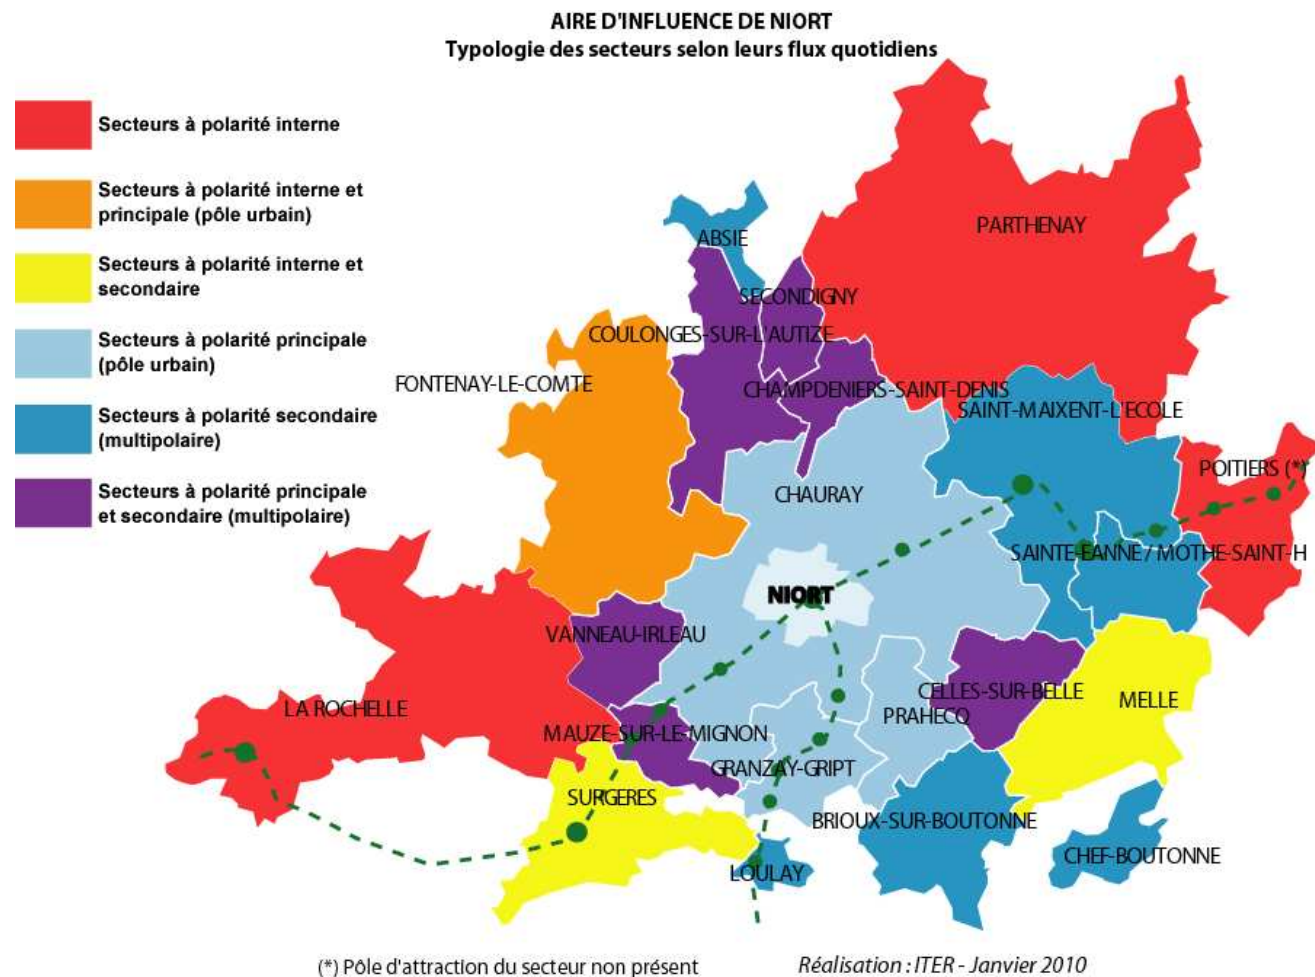 AIRE D'INFLUENCE DE NIORT
Typologie des secteurs selon leurs flux quotidiens
Secteurs à polarité interne
Secteurs à polarité interne et
principale (pôle urbain)
Secteurs à polarité interne et
secondaire
Secteurs à polarité principale
(pôle urbain)
Secteurs à polarité secondaire
(multipolaire)
Secteurs à polarité principale
et secondaire (multipolaire)
PARTHENAY
ABSIE
SECONDIGNY
COULONGES-SUR-L'AUTIZE
FONTENAY-LE-COMTE
CHAMPDENIERS-SAINT-DENIS
SAINT-MAIXENT-L'ECOLE
POITIERS (*)
CHAURAY
SAINTE-EANNE / MOTHE-SAINT-H
NIORT
VANNEAU-IRLEAU
CELLES-SUR-BELLE
MELLE
LA ROCHELLE
PRAHECQ
MAUZE-SUR-LE-MIGNON
GRANZAY-GRIPT
SURGERES
BRIOUX-SUR-BOUTONNE
CHEF-BOUTONNE
LOULAY
(*) Pôle d'attraction du secteur non présent
Réalisation : ITER - Janvier 2010